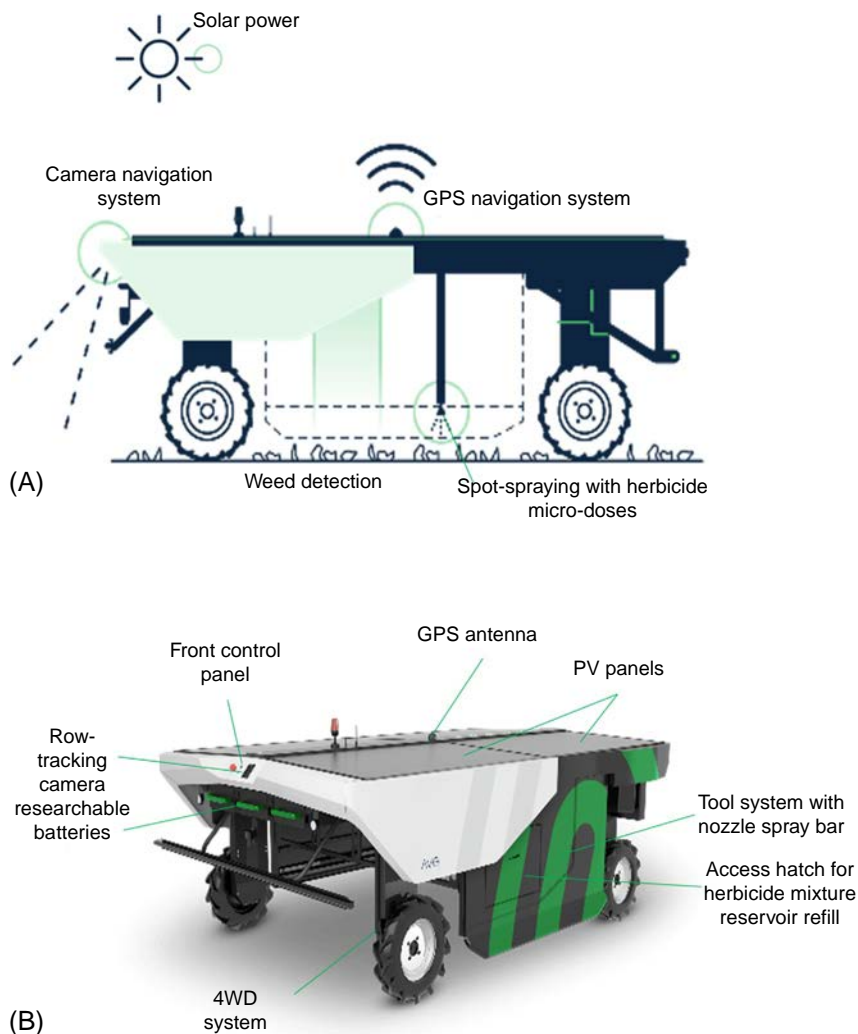 Solar power
Camera navigation
system
GPS navigation system
Weed detection
Spot-spraying with herbicide
micro-doses
(A)
GPS antenna
Front control
panel
PV panels
Row-
tracking
camera
researchable
batteries
Tool system with
nozzle spray bar
Access hatch for
herbicide mixture
reservoir refill
4WD
system
(B)